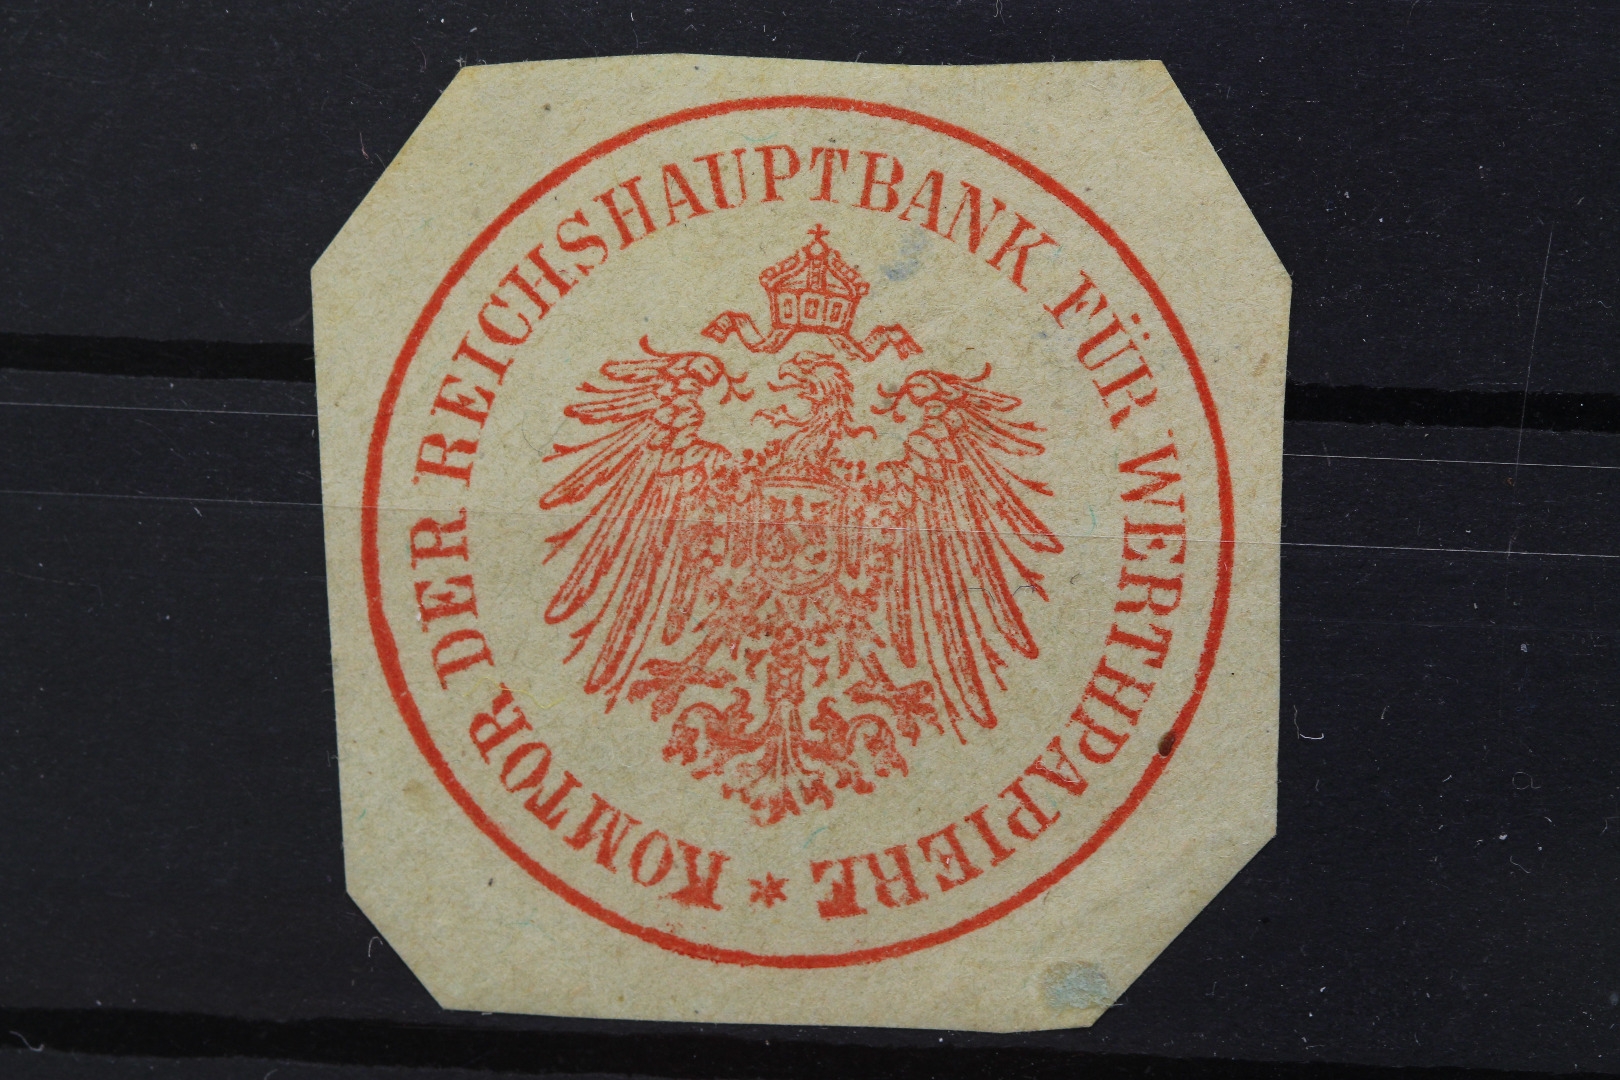 KOMTOR DER REICHSHAUPTBANK FÜR WERTHPAPIERE *